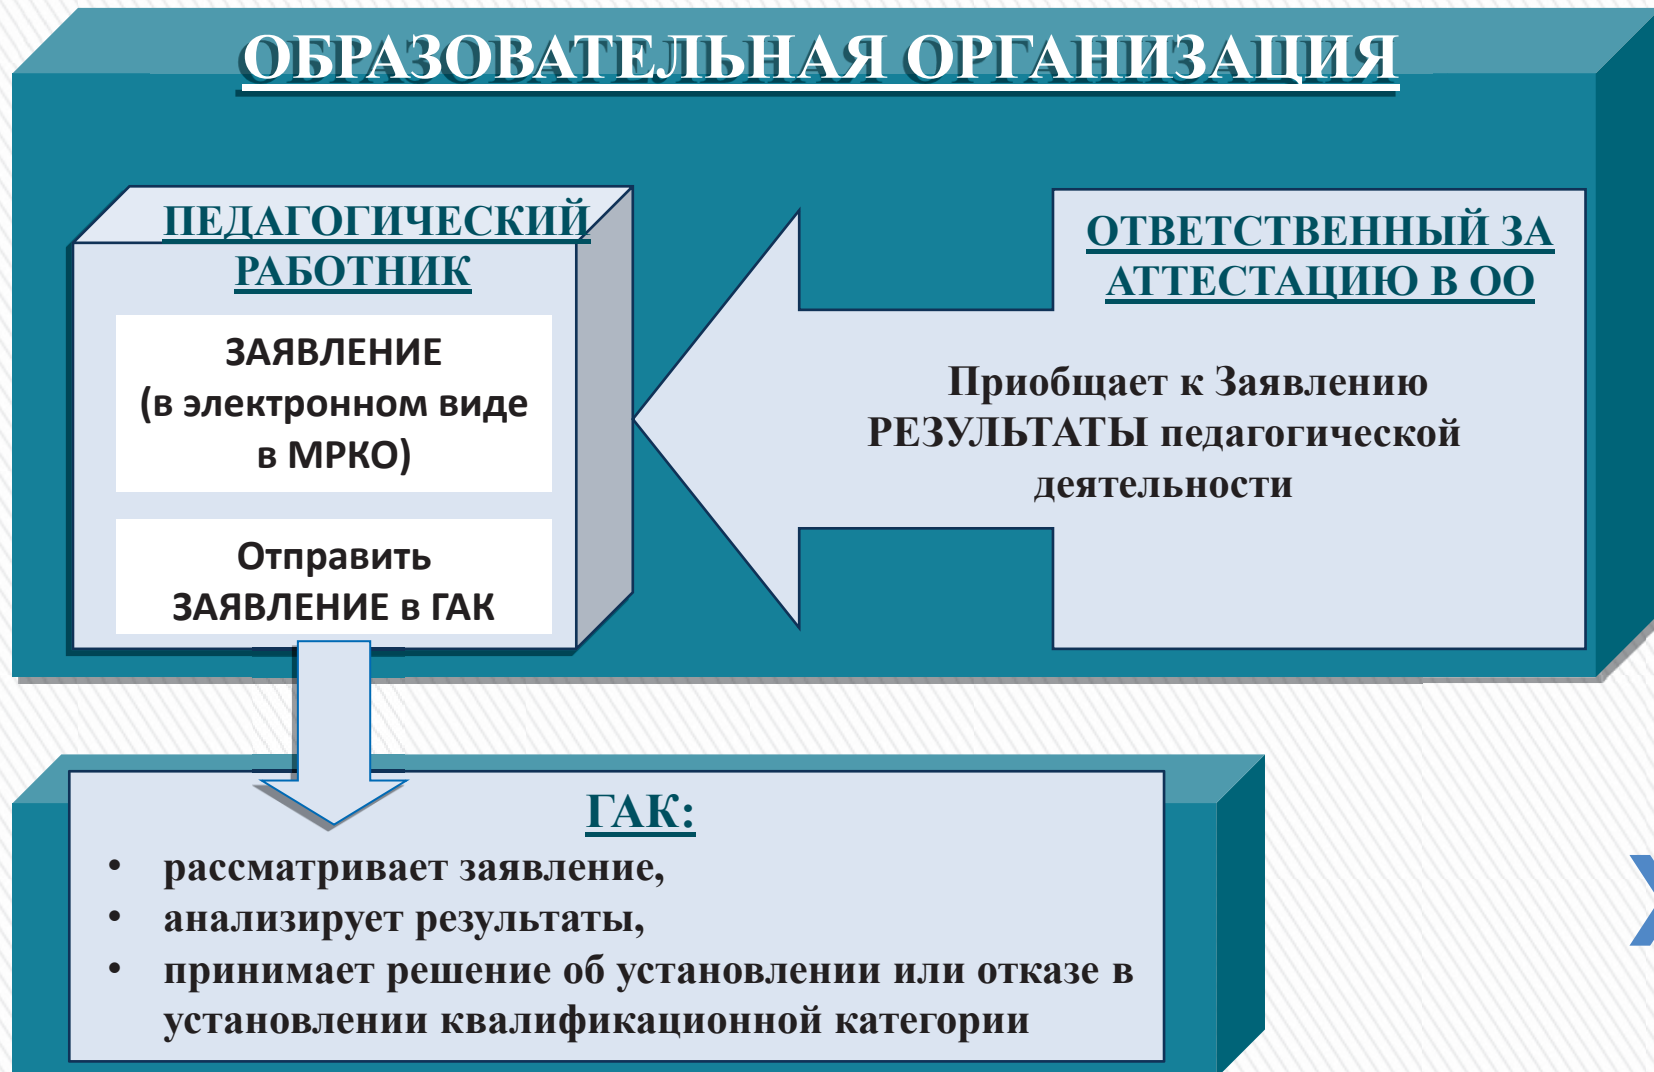 ОБРАЗОВАТЕЛЬНАЯ ОРГАНИЗАЦИЯ
ПЕДАГОГИЧЕСКИЙ
РАБОТНИК
ЗАЯВЛЕНИЕ
(в электронном виде
в МРКО)
Отправить
ЗАЯВЛЕНИЕ в ГАК
ОТВЕТСТВЕННЫЙ ЗА
АТТЕСТАЦИЮ В ОО
Приобщает к Заявлению
РЕЗУЛЬТАТЫ педагогической
деятельности
ГАК:
• рассматривает заявление,
• анализирует результаты,
• принимает решение об установлении или отказе в
установлении квалификационной категории